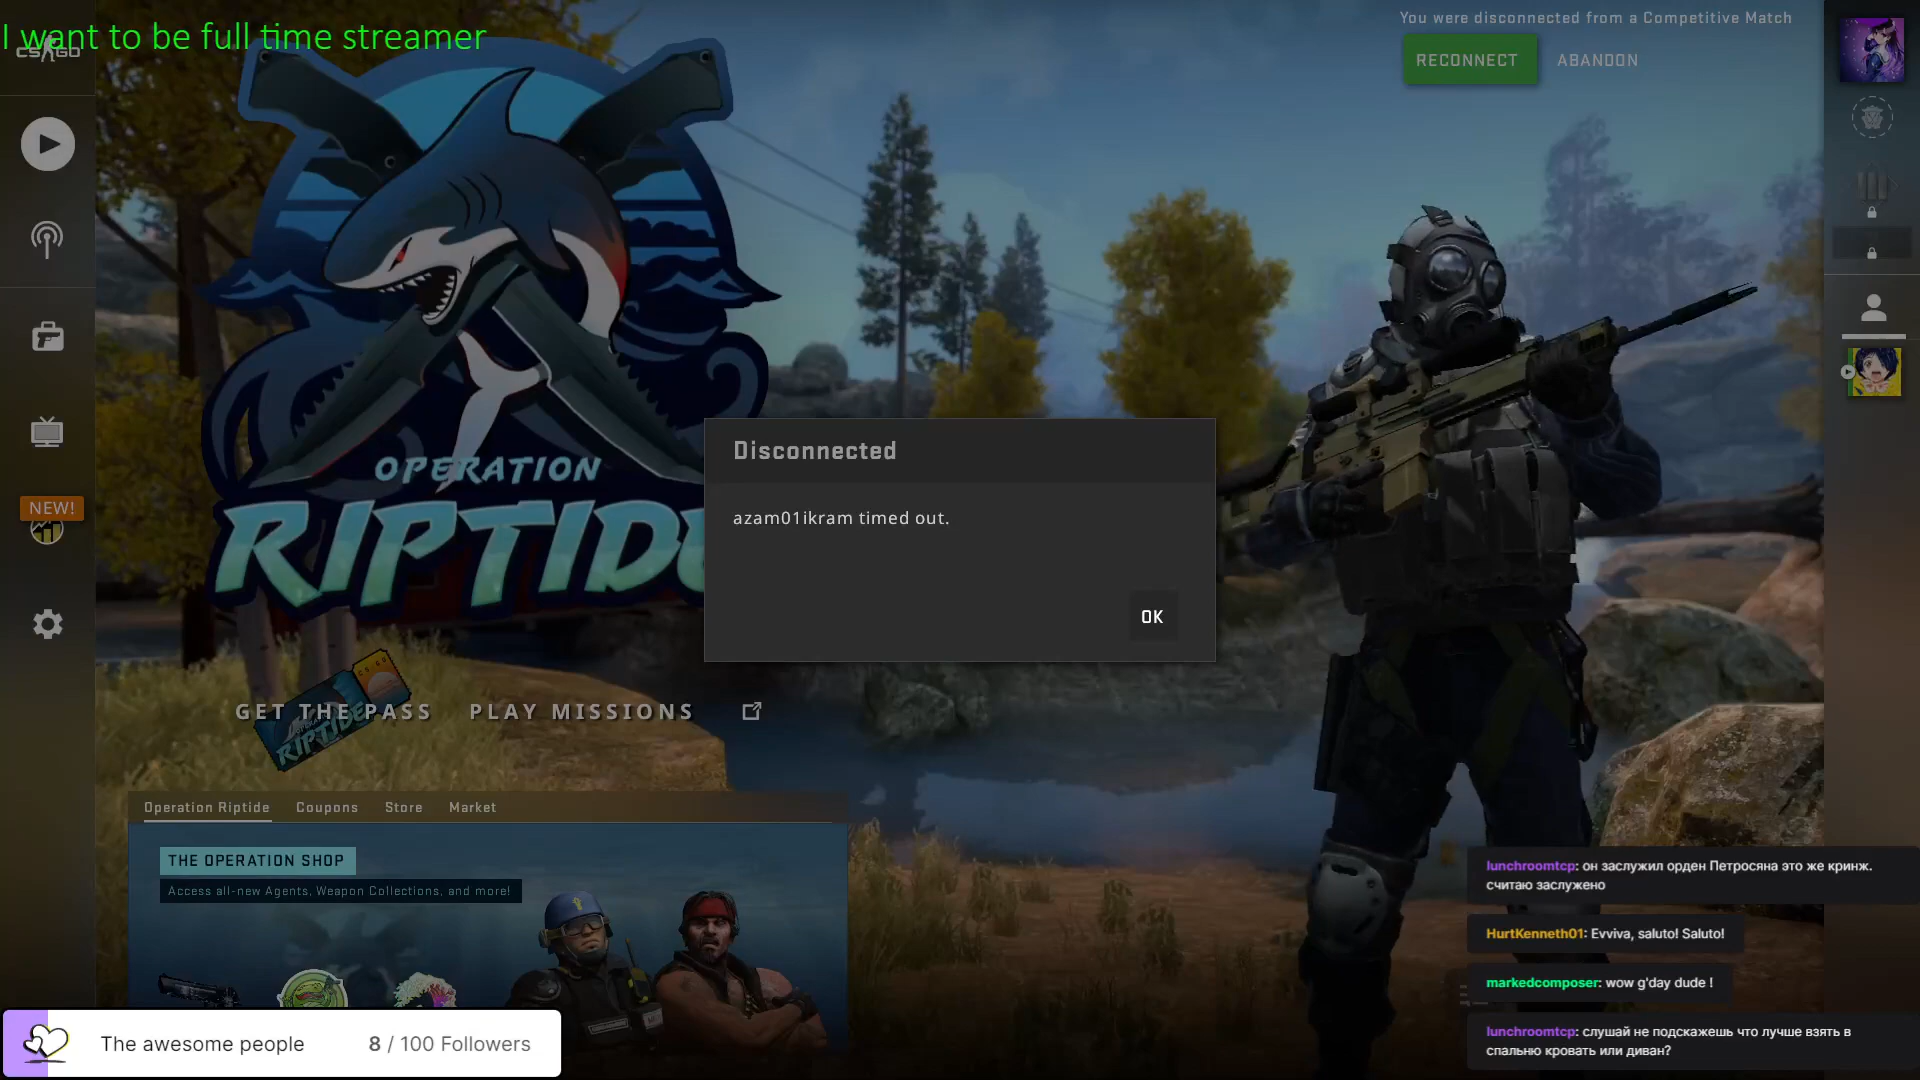 I want to be full time streamer
CS GO
You were disconnected from a Competitive Match
RECONNECT
ABANDON
OPERATION
RIPTIDE
NEW!
Disconnected
azam01ikram timed out.
OK
GET THE PASS
PLAY MISSIONS
RIPTIDE
Operation Riptide
Coupons
Store
Market
THE OPERATION SHOP
Access all-new Agents, Weapon Collections, and more!
lunchroomtcp: он заслужил орден Петросяна это же кринж.
считаю заслужено
HurtKenneth01: Evviva, saluto! Saluto!
markedcomposer: wow g'day dude !
lunchroomtcp: слушай не подскажешь что лучше взять в
спальню кровать или диван?
The awesome people
8 / 100 Followers